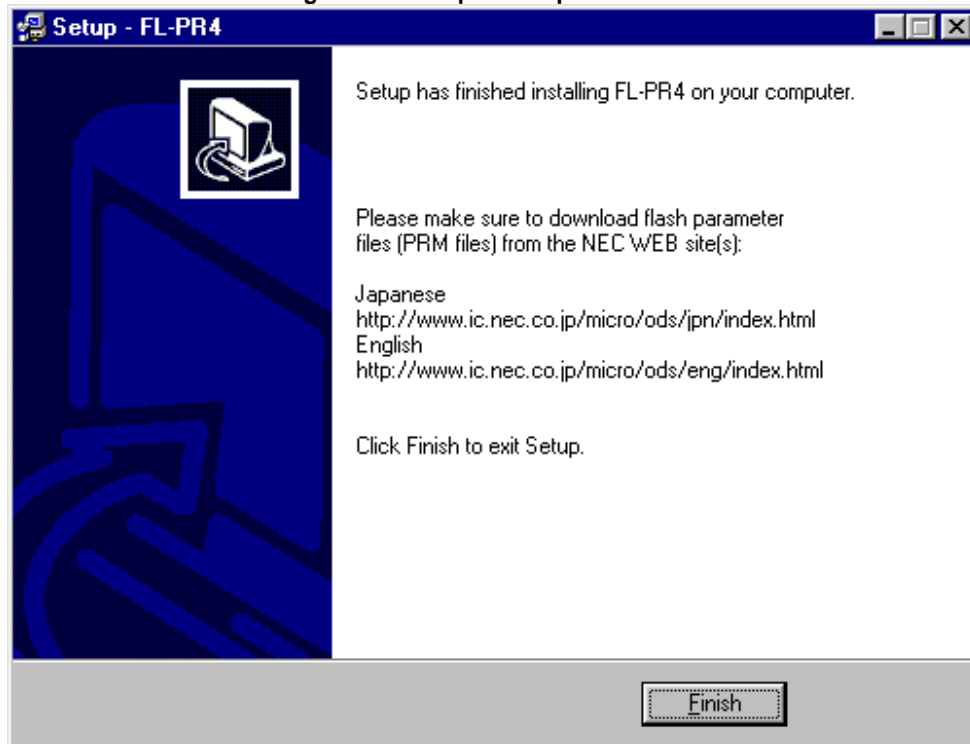 Setup - FL-PR4
Setup has finished installing FL-PR4 on your computer.
Please make sure to download flash parameter
files (PRM files) from the NEC WEB site(s):
Japanese
http://www.ic.nec.co.jp/micro/ods/jpn/index.html
English
http://www.ic.nec.co.jp/micro/ods/eng/index.html
Click Finish to exit Setup.
Finish